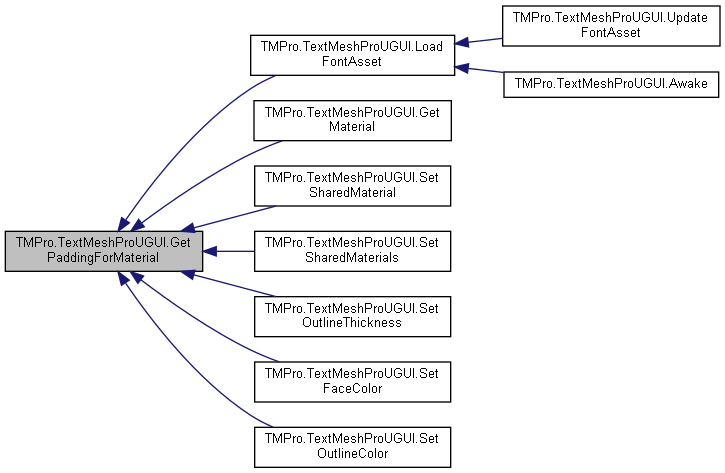 TMPro.TextMeshProUGUI.Update
FontAsset
TMPro.TextMeshProUGUI.Load
FontAsset
TMPro.TextMeshProUGUI.Awake
TMPro.TextMeshProUGUI.Get
Material
TMPro.TextMeshProUGUI.Set
SharedMaterial
TMPro.TextMeshProUGUI.Get
PaddingForMaterial
TMPro.TextMeshProUGUI.Set
SharedMaterials
TMPro.TextMeshProUGUI.Set
OutlineThickness
TMPro.TextMeshProUGUI.Set
FaceColor
TMPro.TextMeshProUGUI.Set
OutlineColor